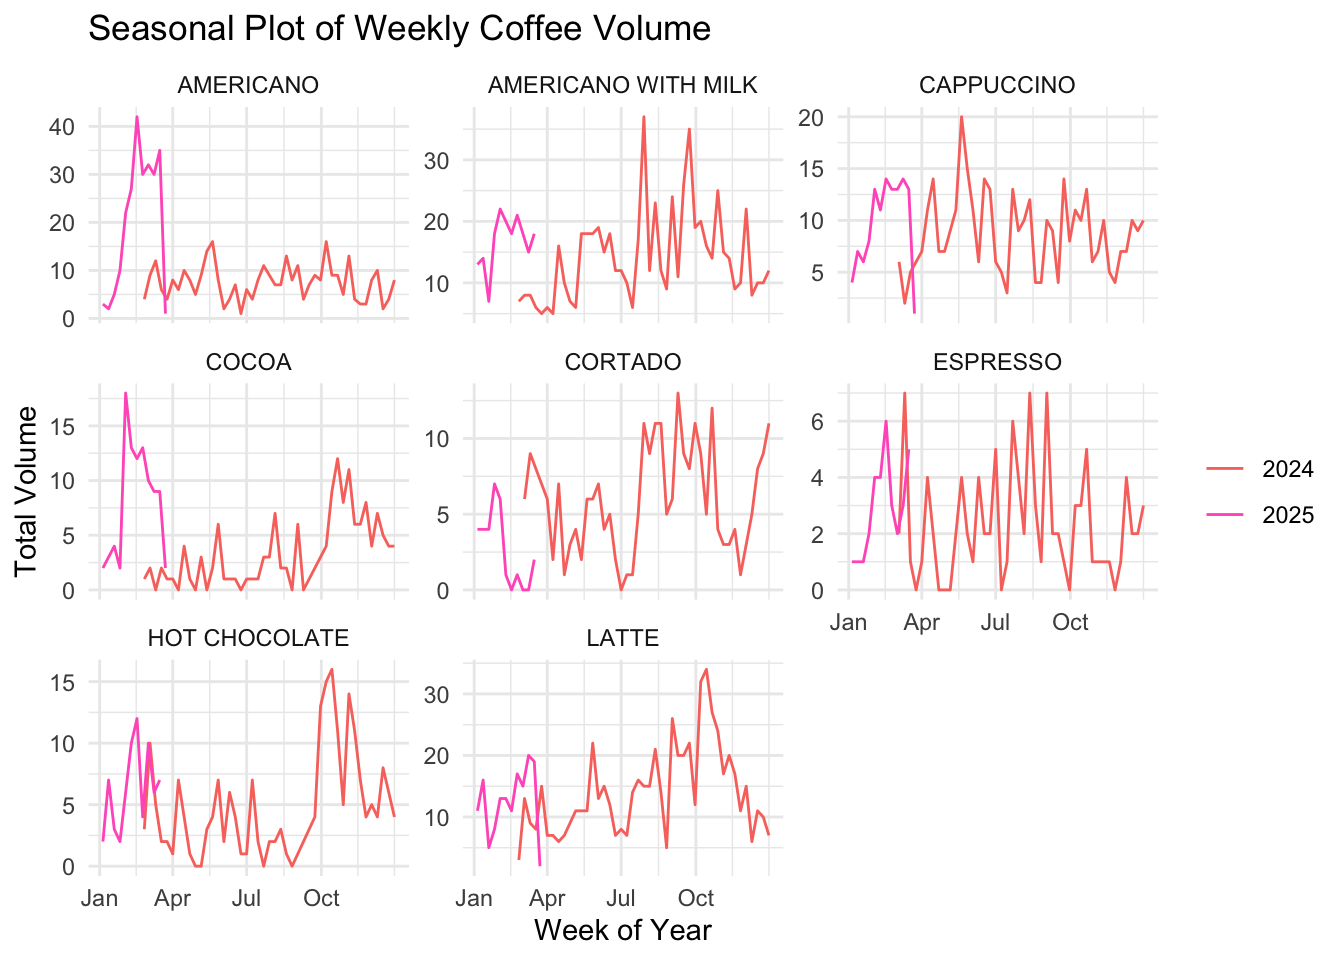 Seasonal Plot of Weekly Coffee Volume
AMERICANO
AMERICANO WITH MILK
CAPPUCCINO
40
30
20
10
0
30
20
10
20
15
10
5
COCOA
CORTADO
ESPRESSO
15
10
5
0
10
5
0
6
4
2
0
Jan Apr Jul Oct
HOT CHOCOLATE
LATTE
15
10
5
0
30
20
10
Jan Apr Jul Oct
Jan Apr Jul Oct
Total Volume
Week of Year
2024
2025